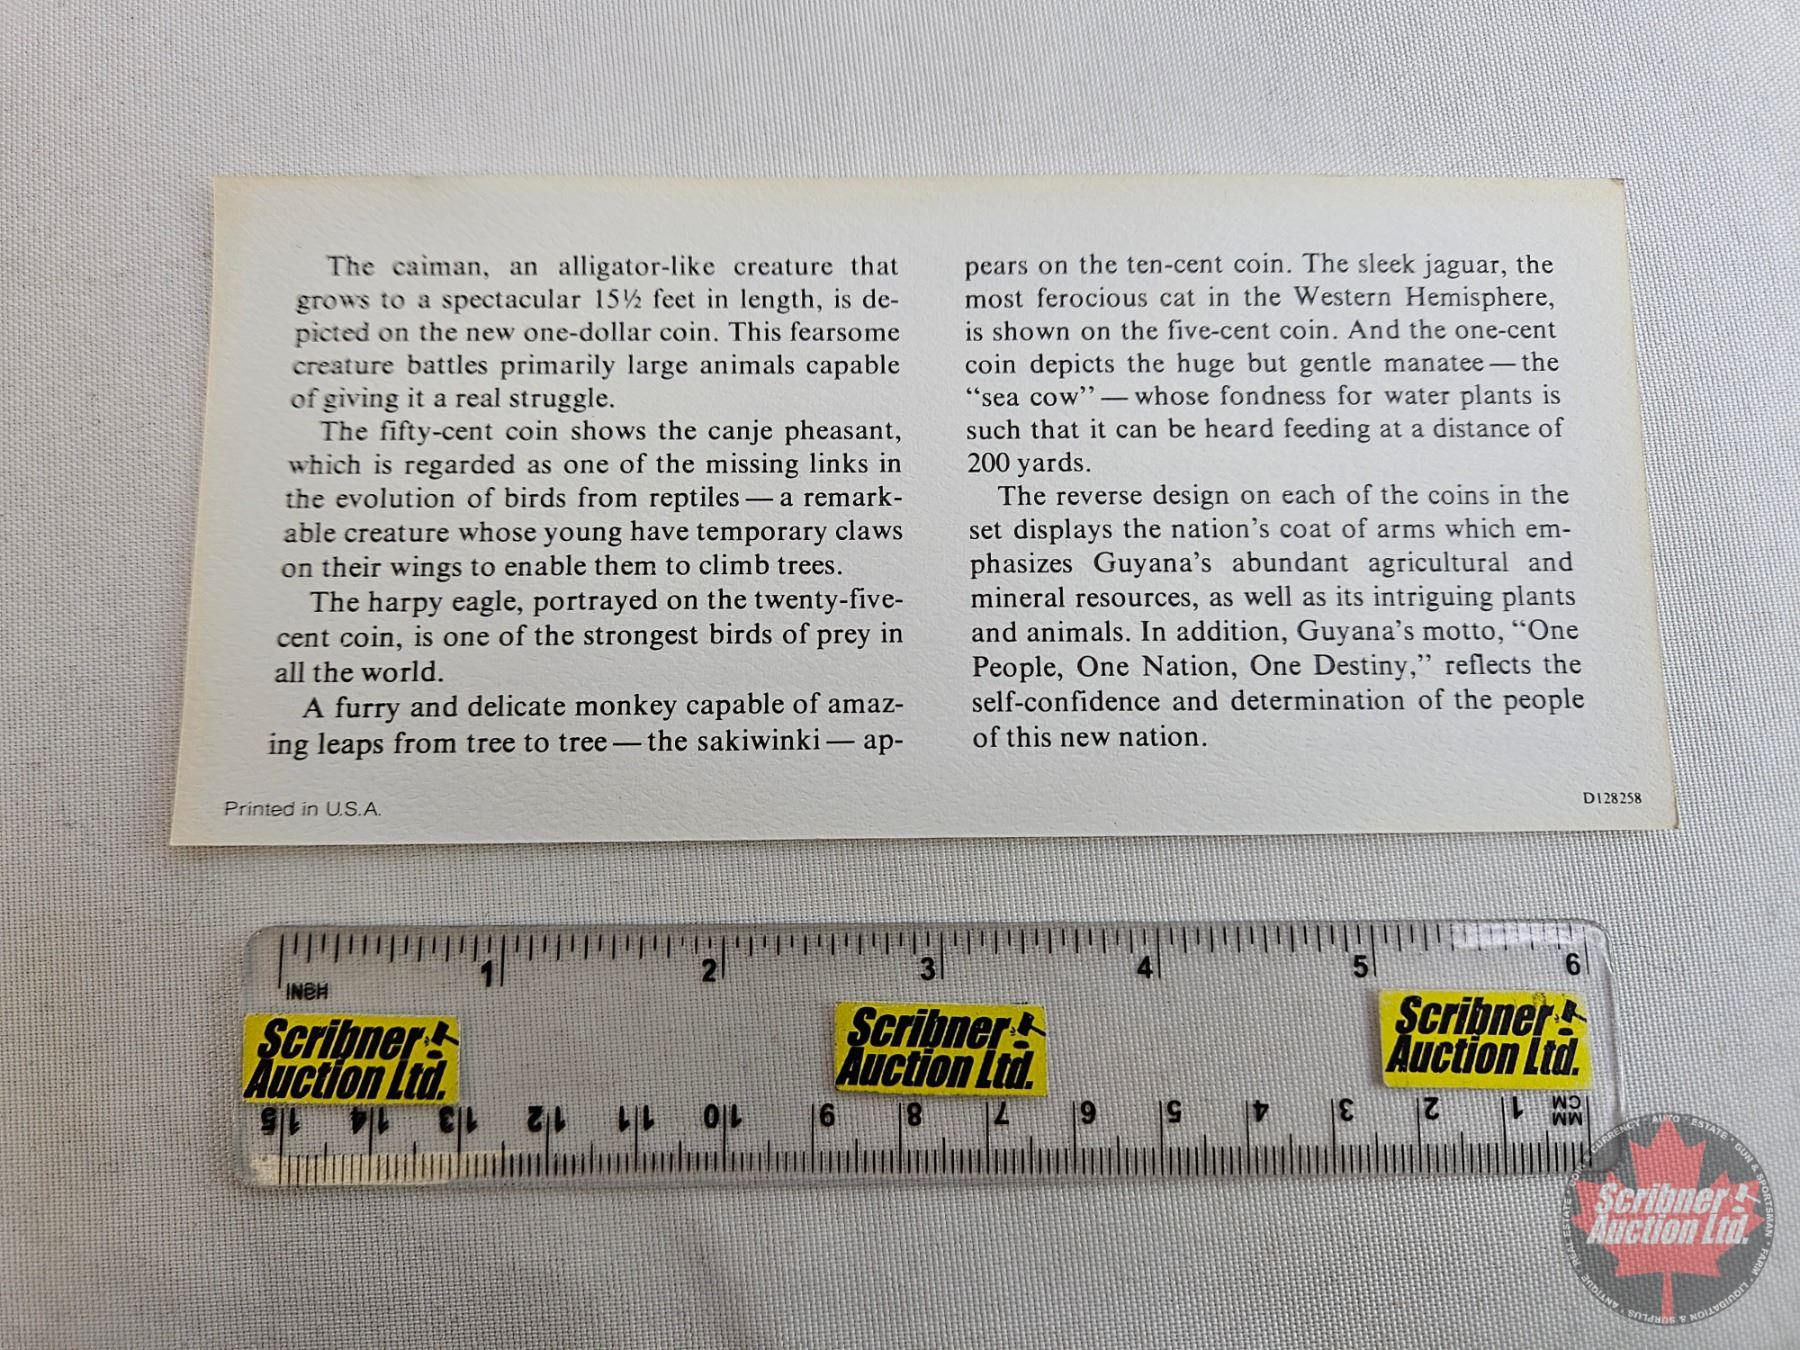 The caiman, an alligator-like creature that
grows to a spectacular 15½ feet in length, is de-
picted on the new one-dollar coin. This fearsome
creature battles primarily large animals capable
of giving it a real struggle.
The fifty-cent coin shows the canje pheasant,
which is regarded as one of the missing links in
the evolution of birds from reptiles — a remark-
able creature whose young have temporary claws
on their wings to enable them to climb trees.
The harpy eagle, portrayed on the twenty-five-
cent coin, is one of the strongest birds of prey in
all the world.
A furry and delicate monkey capable of amaz-
ing leaps from tree to tree — the sakiwinki — ap-
pears on the ten-cent coin. The sleek jaguar, the
most ferocious cat in the Western Hemisphere,
is shown on the five-cent coin. And the one-cent
coin depicts the huge but gentle manatee — the
“sea cow” — whose fondness for water plants is
such that it can be heard feeding at a distance of
200 yards.
The reverse design on each of the coins in the
set displays the nation’s coat of arms which em-
phasizes Guyana’s abundant agricultural and
mineral resources, as well as its intriguing plants
and animals. In addition, Guyana’s motto, “One
People, One Nation, One Destiny,” reflects the
self-confidence and determination of the people
of this new nation.
Printed in U.S.A.
D128258
1 2 3 4 5 6
INCH
Scribner
Auction Ltd.
Scribner
Auction Ltd.
Scribner
Auction Ltd.
15 14 13 12 11 10 9 8 7 6 5 4 3 2 1
CM
MM
Scribner
Auction Ltd.
AUTO • ESTATE • GUN & SPORTSMAN • FARM • LIQUIDATION & SURPLUS • ANTIQUE • REAL ESTATE • CURRENCY